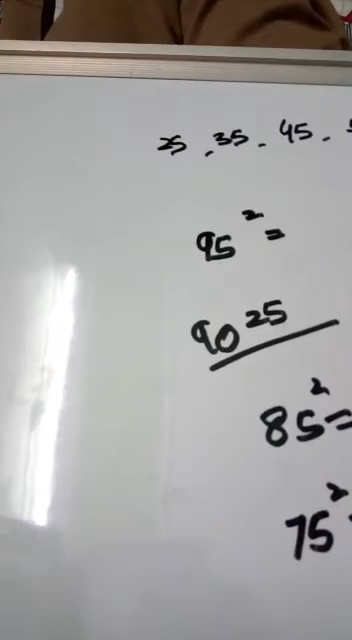 25, 35, 45,
95² =
9025
85² =
75²